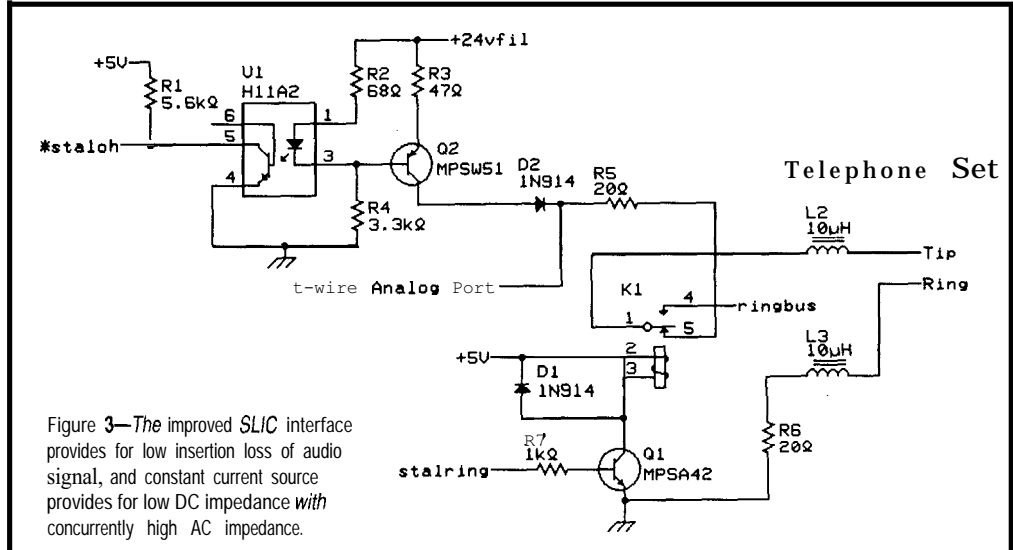 +24vfil
+5V
R1
5.6kΩ
U1
H11A2
R2
68Ω
R3
47Ω
6
5
4
1
3
*staloh
Q2
MPSW51
R4
3.3kΩ
D2
1N914
R5
20Ω
Telephone Set
L2
10μH
Tip
Ring
t-wire Analog Port
K1
4
ringbus
1
5
L3
10μH
+5V
2
3
D1
1N914
R7
1kΩ
stalring
Q1
MPSA42
R6
20Ω
Figure 3—The improved SLIC interface
provides for low insertion loss of audio
signal, and constant current source
provides for low DC impedance with
concurrently high AC impedance.